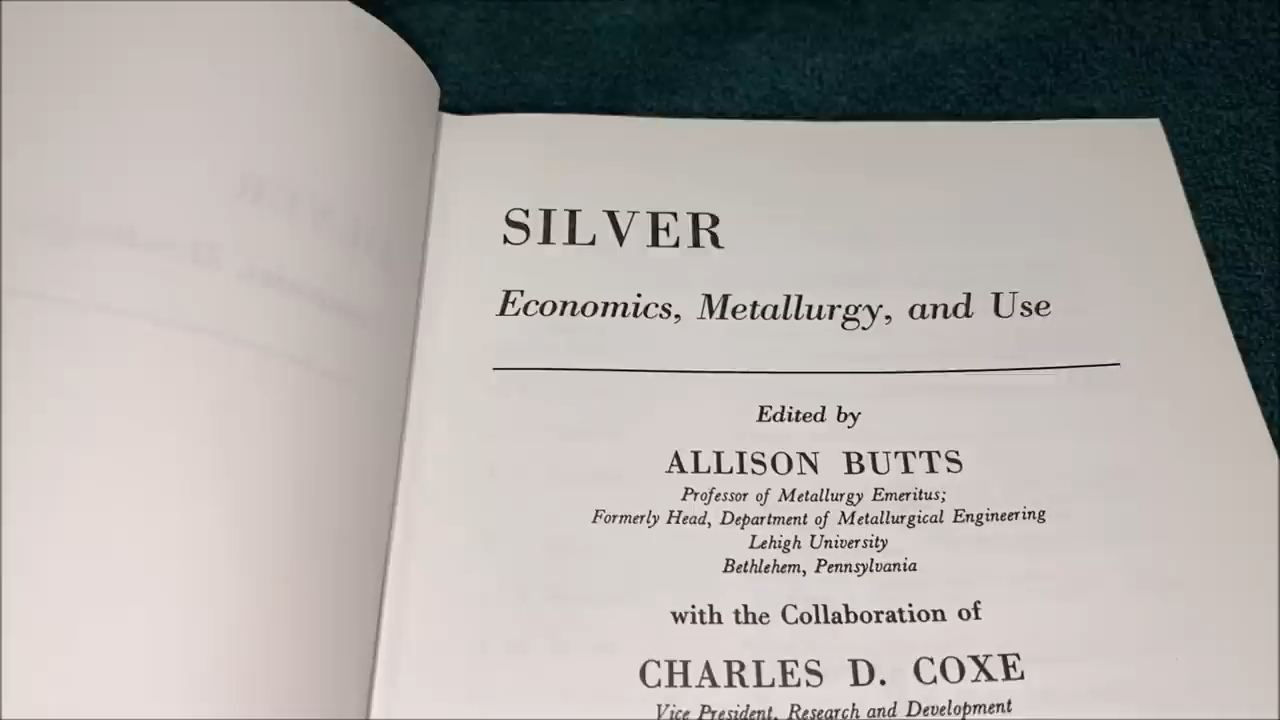 SILVER
Economics, Metallurgy, and Use
Edited by
ALLISON BUTTS
Professor of Metallurgy Emeritus;
Formerly Head, Department of Metallurgical Engineering
Lehigh University
Bethlehem, Pennsylvania
with the Collaboration of
CHARLES D. COXE
Vice President, Research and Development